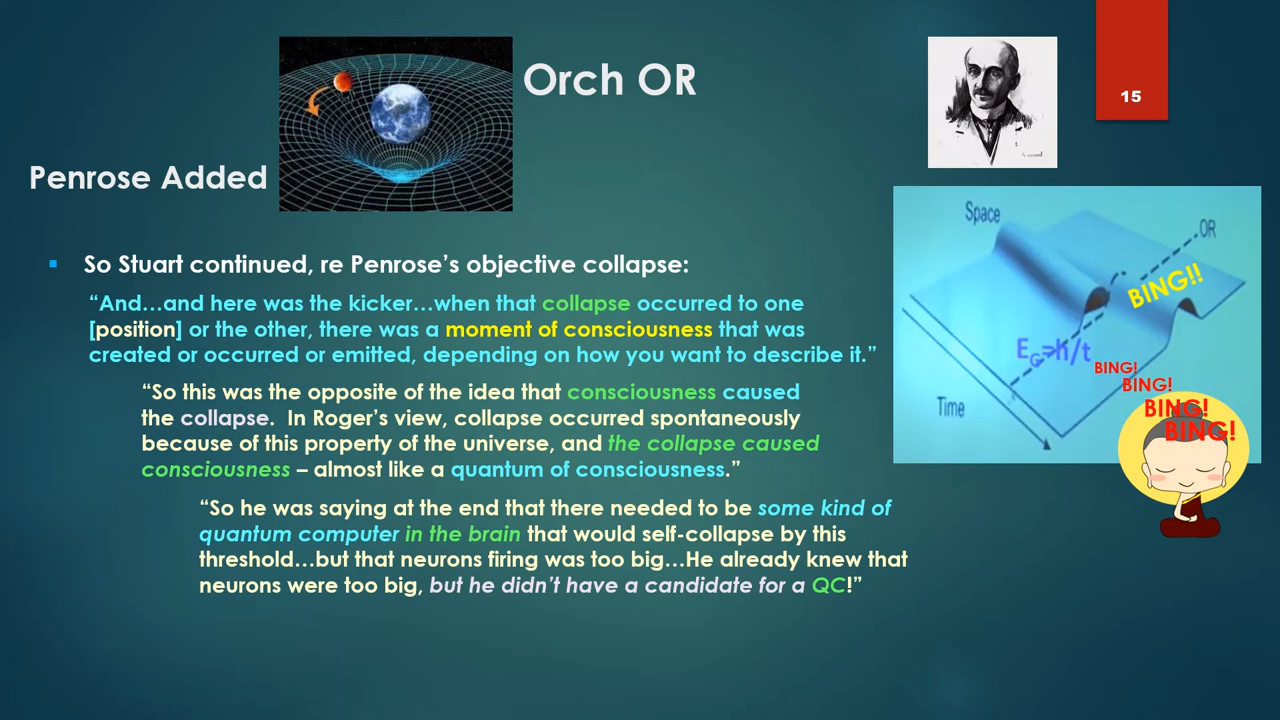 Orch OR
15
Penrose Added
So Stuart continued, re Penrose’s objective collapse:
“And…and here was the kicker…when that collapse occurred to one
[position] or the other, there was a moment of consciousness that was
created or occurred or emitted, depending on how you want to describe it.”
“So this was the opposite of the idea that consciousness caused
the collapse. In Roger’s view, collapse occurred spontaneously
because of this property of the universe, and the collapse caused
consciousness – almost like a quantum of consciousness.”
“So he was saying at the end that there needed to be some kind of
quantum computer in the brain that would self-collapse by this
threshold…but that neurons firing was too big…He already knew that
neurons were too big, but he didn’t have a candidate for a QC!”
Space
OR
BING!!
Time
BING!
BING!
BING!
BING!